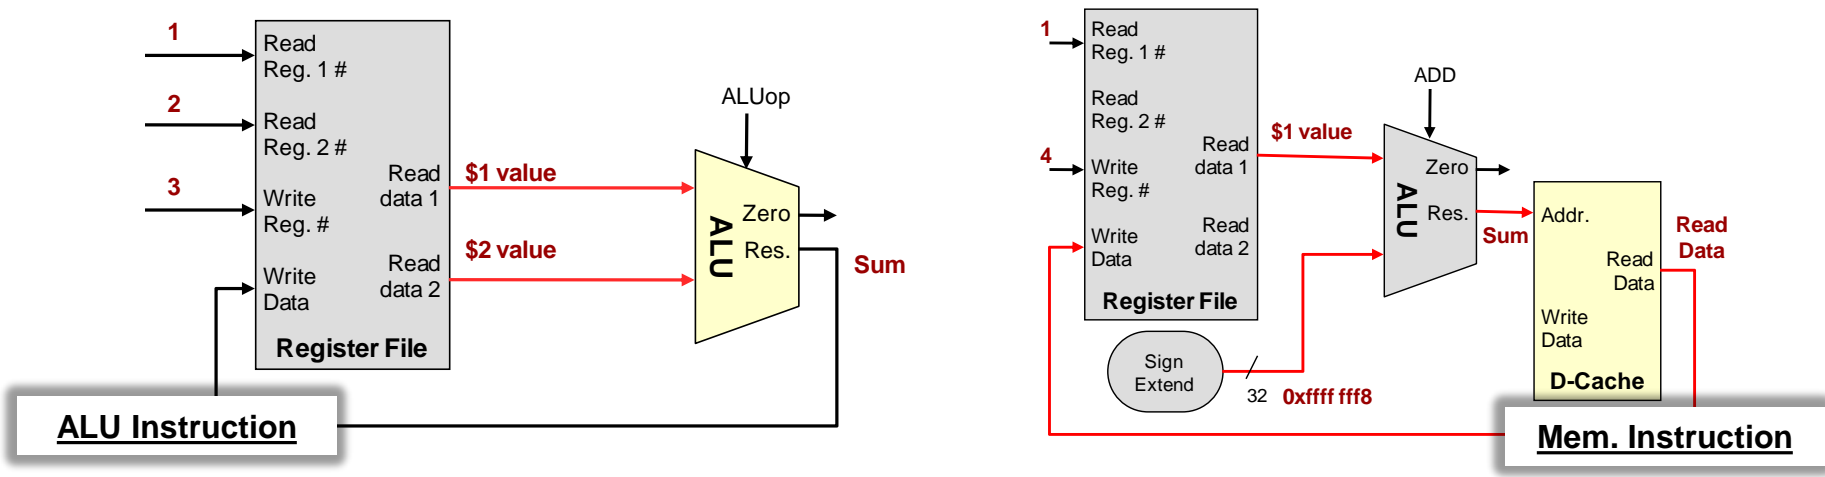 1
Read
Reg. 1 #
2
Read
Reg. 2 #
3
Write
Reg. #
Write
Data
Read
data 1
Read
data 2
Register File
$1 value
$2 value
ALUop
ALU
Zero
Res.
Sum
ALU Instruction
1
Read
Reg. 1 #
Read
Reg. 2 #
4
Write
Reg. #
Write
Data
Read
data 1
Read
data 2
Register File
$1 value
Sign
Extend
32
0xffff fff8
ADD
ALU
Zero
Res.
Sum
Addr.
Read
Data
Write
Data
D-Cache
Read
Data
Mem. Instruction